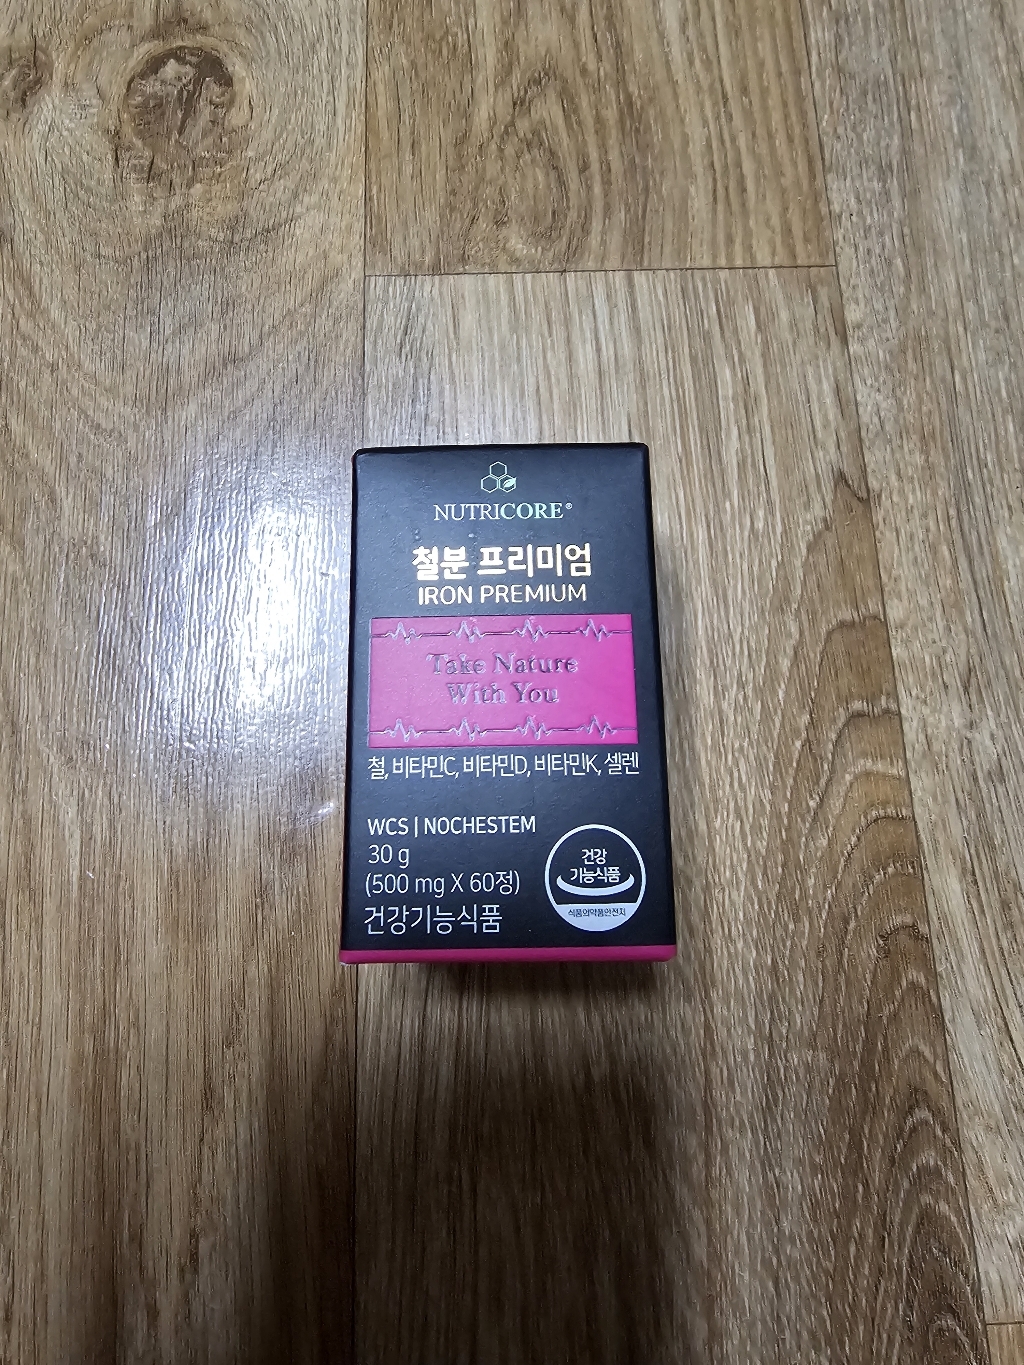 NUTRICORE®
철분 프리미엄
IRON PREMIUM
Take Nature
With You
철, 비타민C, 비타민D, 비타민K, 셀렌
WCS | NOCHESTEM
30 g
(500 mg X 60정)
건강기능식품
건강
기능식품
식품의약품안전처